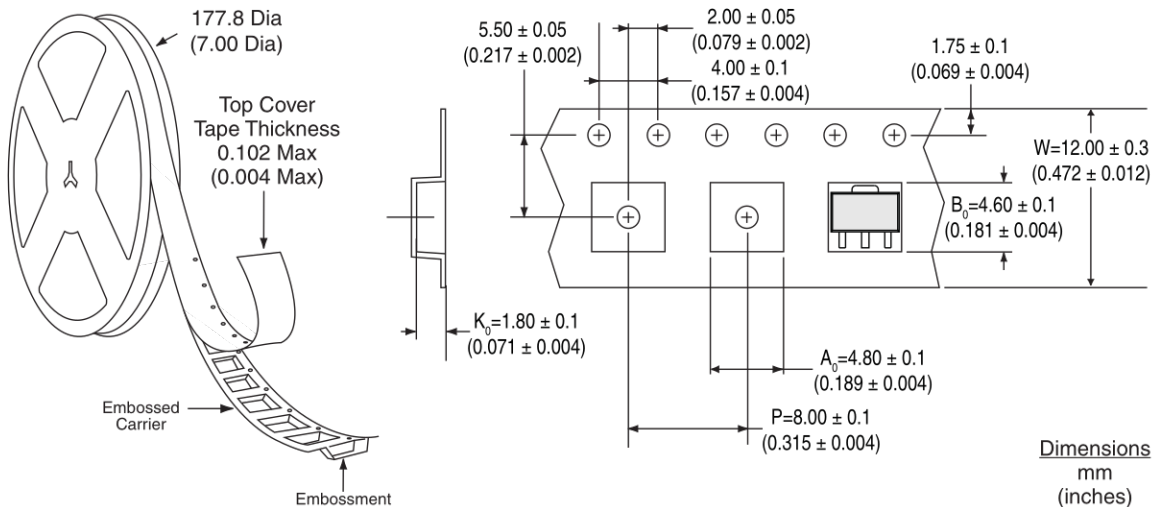 177.8 Dia
(7.00 Dia)
Top Cover
Tape Thickness
0.102 Max
(0.004 Max)
Embossed
Carrier
Embossment
5.50 ± 0.05
(0.217 ± 0.002)
2.00 ± 0.05
(0.079 ± 0.002)
4.00 ± 0.1
(0.157 ± 0.004)
1.75 ± 0.1
(0.069 ± 0.004)
W=12.00 ± 0.3
(0.472 ± 0.012)
B₀=4.60 ± 0.1
(0.181 ± 0.004)
K₀=1.80 ± 0.1
(0.071 ± 0.004)
A₀=4.80 ± 0.1
(0.189 ± 0.004)
P=8.00 ± 0.1
(0.315 ± 0.004)
Dimensions
mm
(inches)